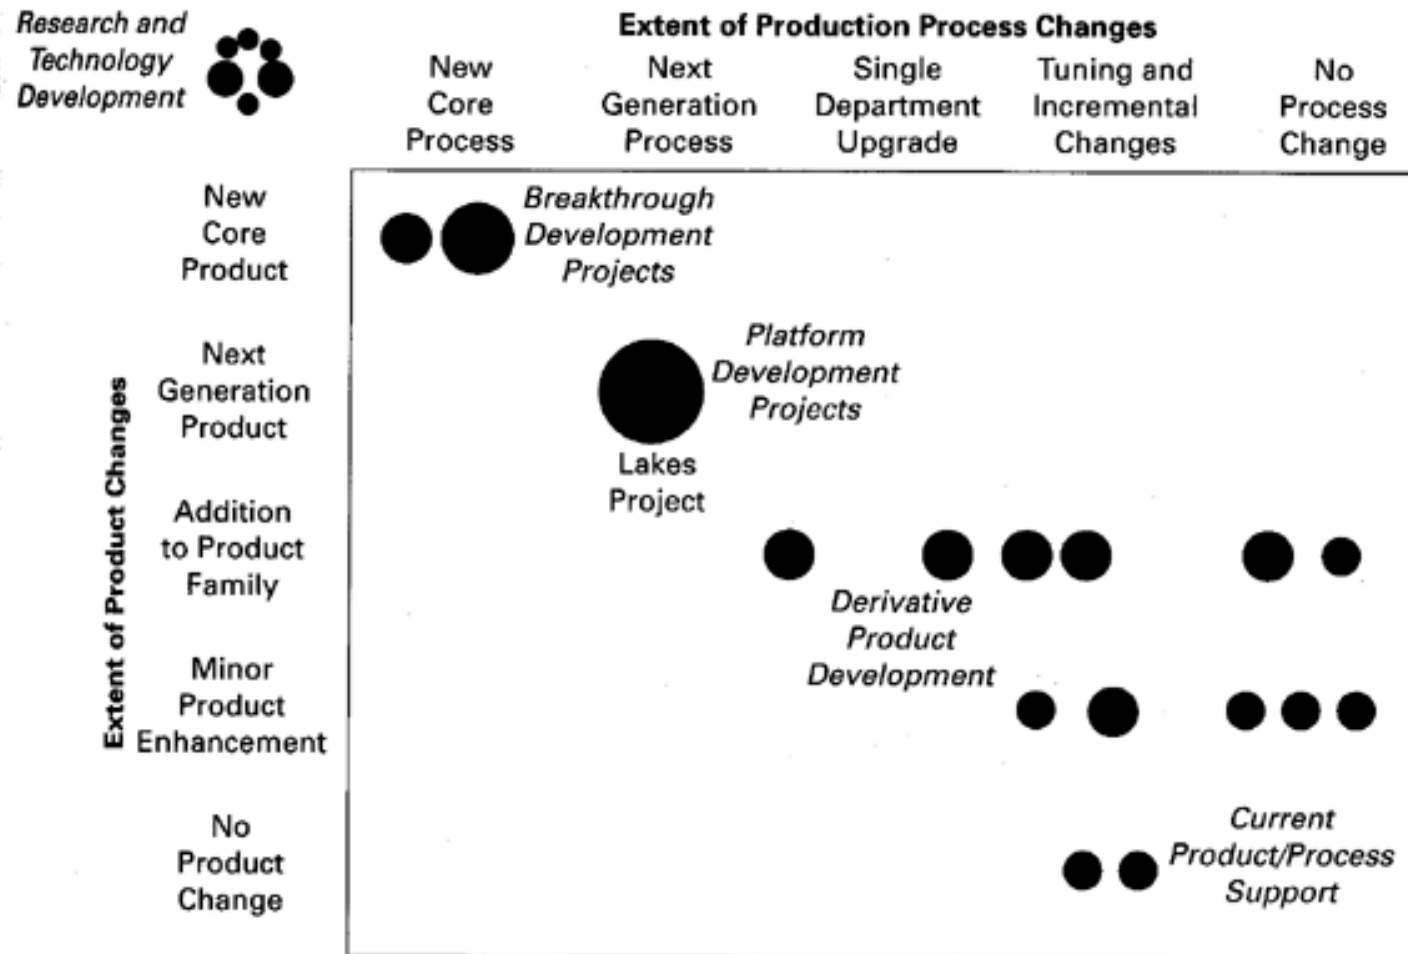 Research and
Technology
Development
Extent of Production Process Changes
New
Core
Process
Next
Generation
Process
Single
Department
Upgrade
Tuning and
Incremental
Changes
No
Process
Change
Extent of Product Changes
New
Core
Product
Breakthrough
Development
Projects
Next
Generation
Product
Platform
Development
Projects
Lakes
Project
Addition
to Product
Family
Derivative
Product
Development
Minor
Product
Enhancement
No
Product
Change
Current
Product/Process
Support